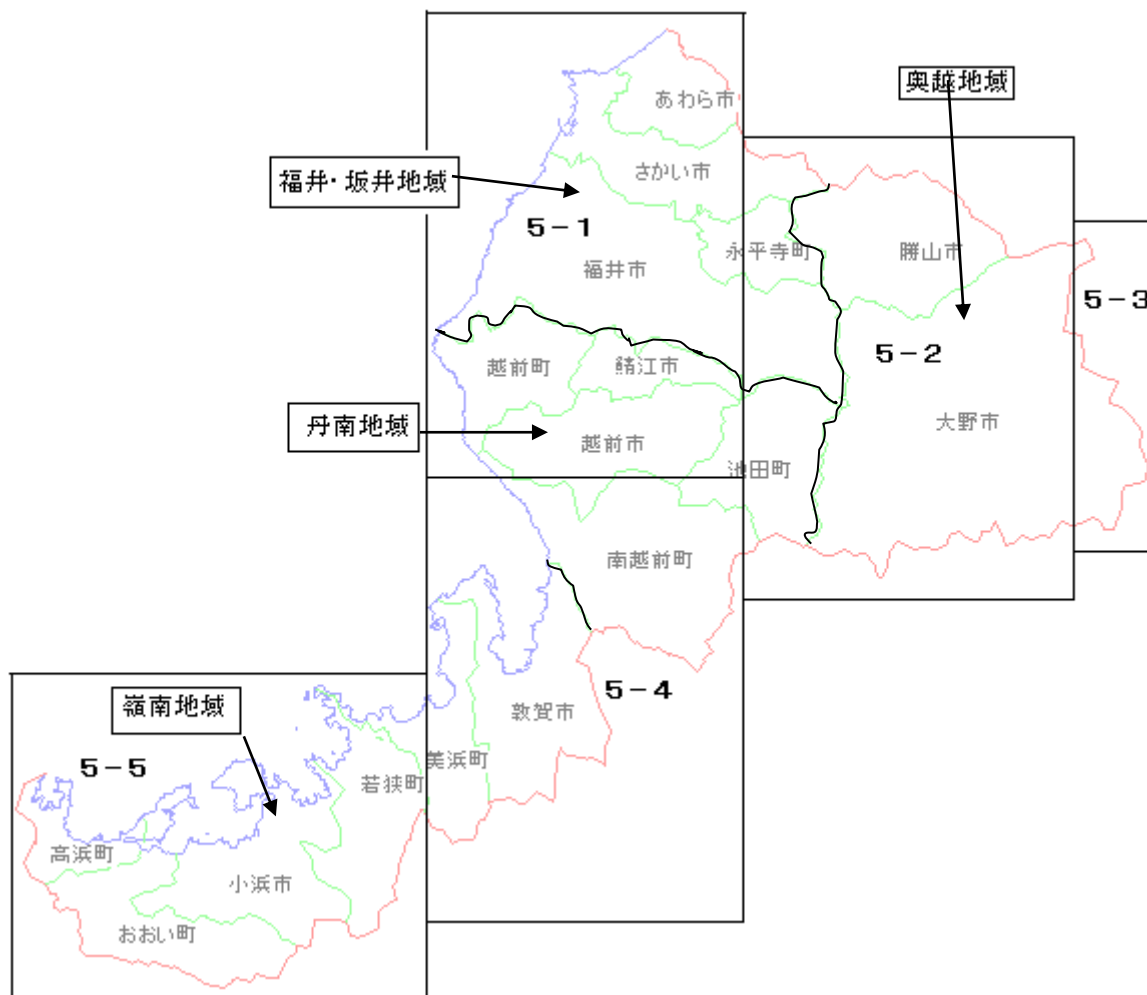 奥越地域
あわら市
さかい市
福井・坂井地域
5-1
永平寺町
勝山市
福井市
5-3
5-2
越前町
鯖江市
大野市
丹南地域
越前市
池田町
南越前町
5-4
嶺南地域
敦賀市
5-5
美浜町
若狭町
高浜町
小浜市
おおい町